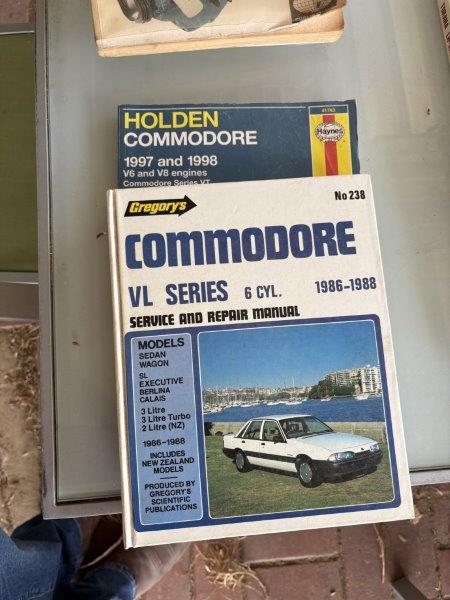 HOLDEN
COMMODORE
1997 and 1998
V6 and V8 engines
Commodore Series VT
41743
Haynes
Gregory's
No 238
COMMODORE
VL SERIES 6 CYL. 1986-1988
SERVICE AND REPAIR MANUAL
MODELS
SEDAN
WAGON
SL
EXECUTIVE
BERLINA
CALAIS
3 Litre
3 Litre Turbo
2 Litre (NZ)
1986-1988
INCLUDES
NEW ZEALAND
MODELS
PRODUCED BY
GREGORY'S
SCIENTIFIC
PUBLICATIONS